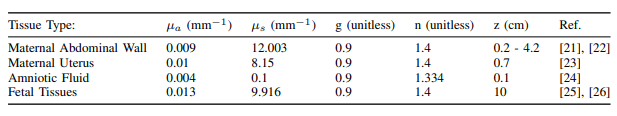 Tissue Type: μa (mm−1) μs (mm−1) g (unitless) n (unitless) z (cm) Ref.
Maternal Abdominal Wall 0.009 12.003 0.9 1.4 0.2 - 4.2 [21], [22]
Maternal Uterus 0.01 8.15 0.9 1.4 0.7 [23]
Amniotic Fluid 0.004 0.1 0.9 1.334 0.1 [24]
Fetal Tissues 0.013 9.916 0.9 1.4 10 [25], [26]